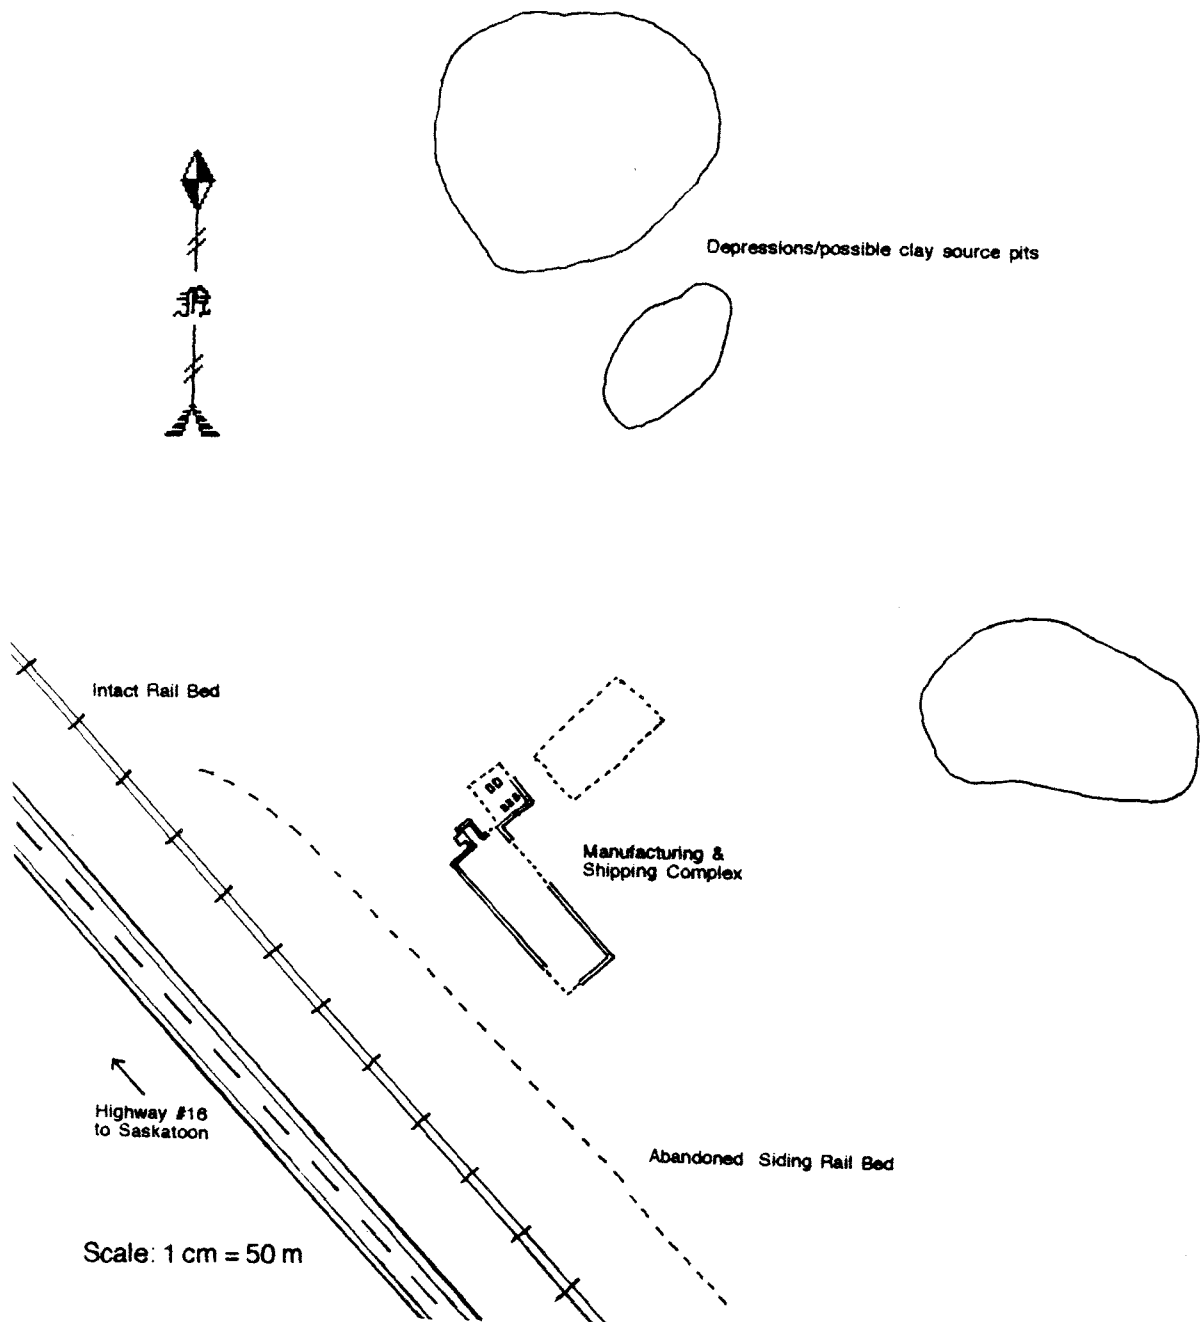 Depressions/possible clay source pits
Intact Rail Bed
Manufacturing &
Shipping Complex
Highway #16
to Saskatoon
Abandoned Siding Rail Bed
Scale: 1 cm = 50 m